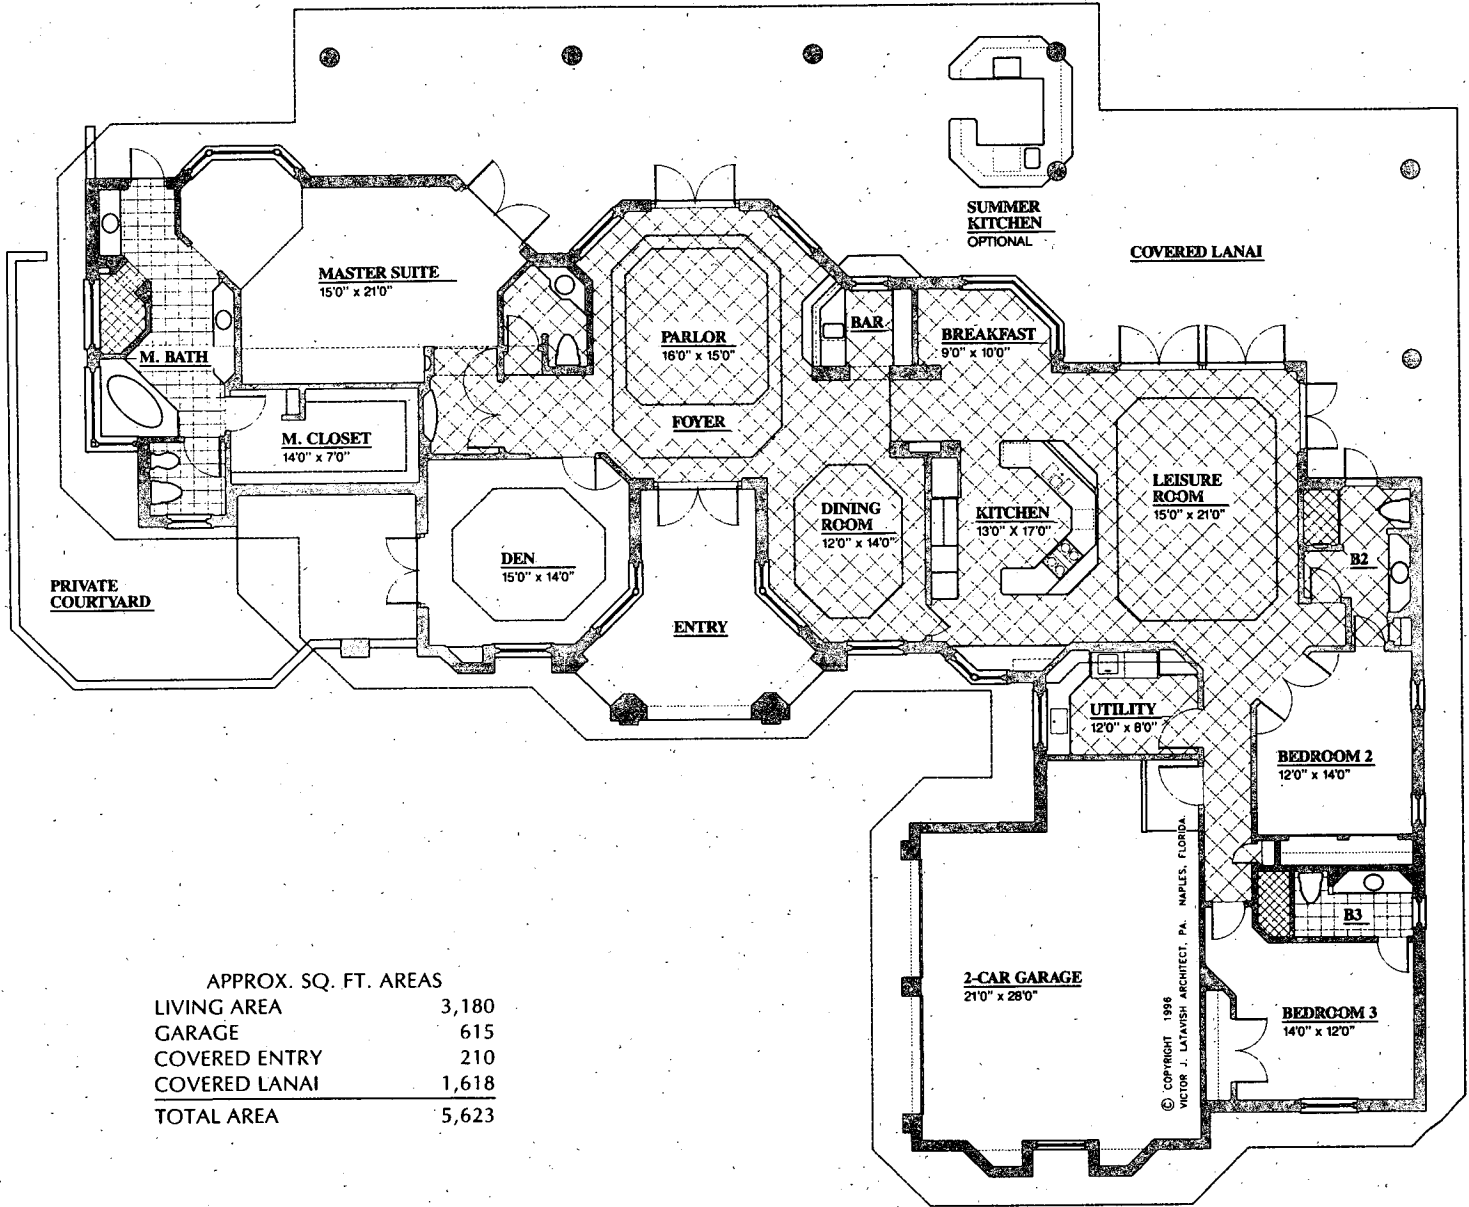 SUMMER
KITCHEN
OPTIONAL
COVERED LANAI
MASTER SUITE
15'0" x 21'0"
PARLOR
16'0" x 15'0"
BAR
BREAKFAST
9'0" x 10'0"
M. BATH
FOYER
M. CLOSET
14'0" x 7'0"
LEISURE
ROOM
15'0" x 21'0"
DINING
ROOM
12'0" x 14'0"
KITCHEN
13'0" X 17'0"
DEN
15'0" x 14'0"
B2
PRIVATE
COURTYARD
ENTRY
UTILITY
12'0" x 8'0"
BEDROOM 2
12'0" x 14'0"
B3
2-CAR GARAGE
21'0" x 28'0"
BEDROOM 3
14'0" x 12'0"
© COPYRIGHT 1996
VICTOR J. LATAVISH ARCHITECT, PA. NAPLES, FLORIDA.
APPROX. SQ. FT. AREAS
LIVING AREA 3,180
GARAGE 615
COVERED ENTRY 210
COVERED LANAI 1,618
TOTAL AREA 5,623